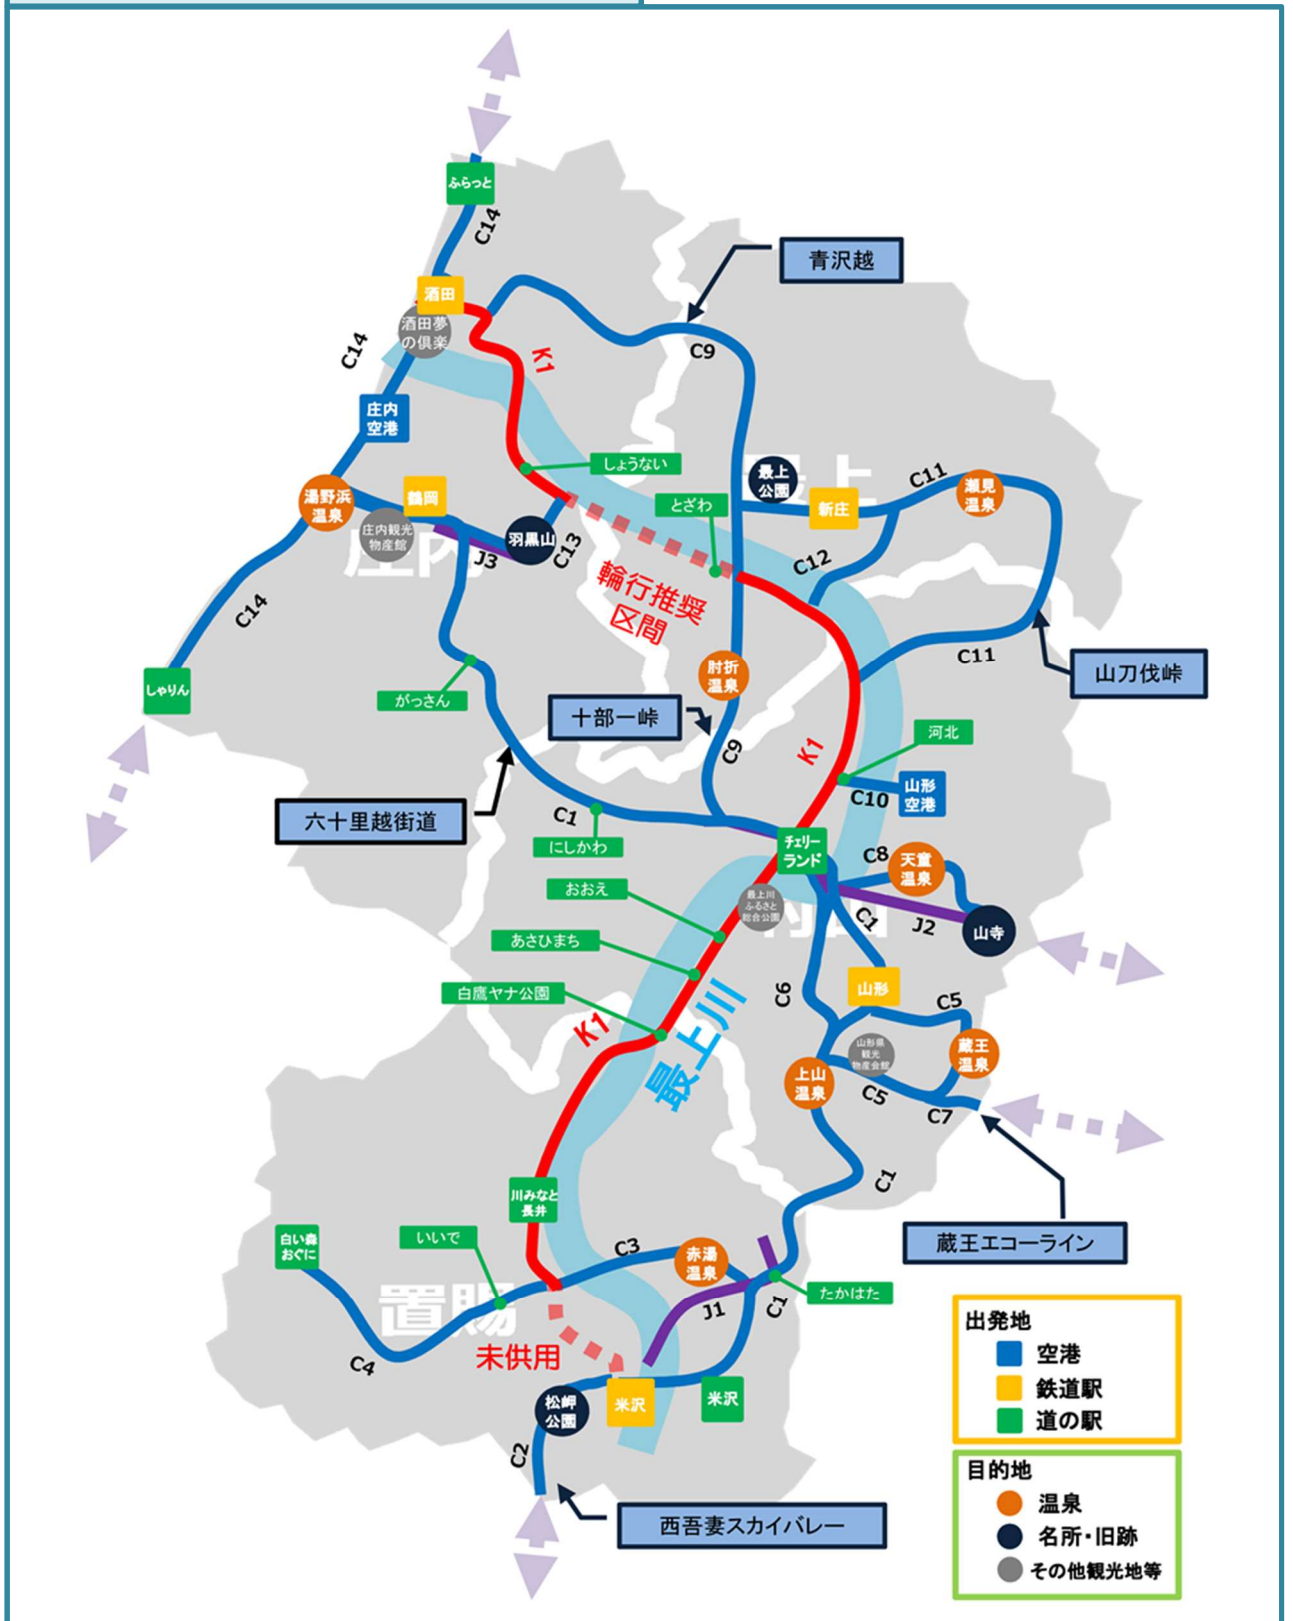 ふらっと
C14
青沢越
酒田
酒田夢
の倶楽
C14
K1
C9
庄内
空港
しょうない
最上
最上
公園
C11
瀬見
温泉
湯野浜
温泉
鶴岡
とざわ
新庄
庄内観光
物産館
羽黒山
庄内
J3
C13
C12
輪行推奨
区間
C14
C11
しゃりん
がっさん
肘折
温泉
山刀伐峠
十部一峠
C9
K1
河北
C10
山形
空港
六十里越街道
C1
にしかわ
チェリー
ランド
C8
天童
温泉
おおえ
最上川
ふるさと
総合公園
村山
C1
J2
山寺
あさひまち
白鷹ヤナ公園
C6
山形
C5
K1
最上川
山形県
観光
物産会館
蔵王
温泉
上山
温泉
C5
C7
C1
川みなと
長井
白い森
おぐに
いいで
C3
赤湯
温泉
蔵王エコーライン
たかはた
置賜
J1
C1
未供用
C4
松岬
公園
米沢
米沢
C2
西吾妻スカイバレー
出発地
空港
鉄道駅
道の駅
目的地
温泉
名所・旧跡
その他観光地等